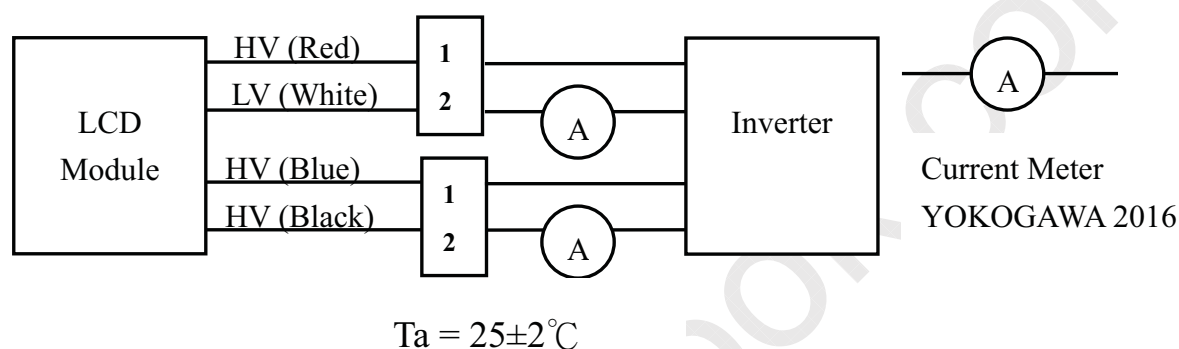 HV (Red)
1
LV (White)
2
A
LCD
Module
Inverter
A
HV (Blue)
1
HV (Black)
2
A
Current Meter
YOKOGAWA 2016
Ta = 25±2℃